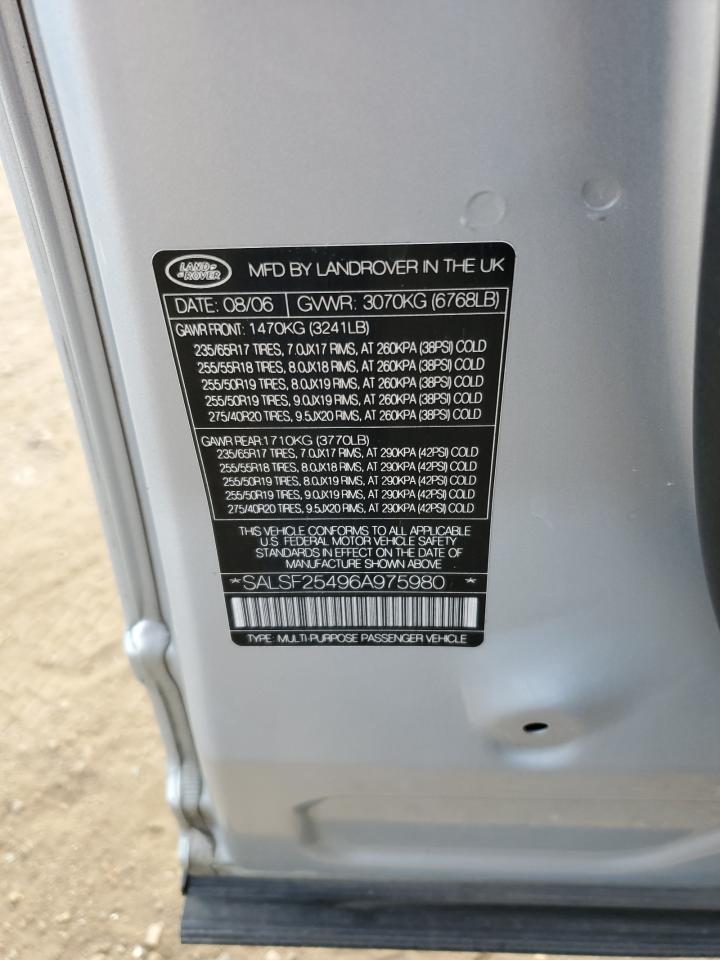 LAND ROVER
MFD BY LANDROVER IN THE UK
DATE: 08/06 GVWR: 3070KG (6768LB)
GAWR FRONT: 1470KG (3241LB)
235/65R17 TIRES, 7.0JX17 RIMS, AT 260KPA (38PSI) COLD
255/55R18 TIRES, 8.0JX18 RIMS, AT 260KPA (38PSI) COLD
255/50R19 TIRES, 8.0JX19 RIMS, AT 260KPA (38PSI) COLD
255/50R19 TIRES, 9.0JX19 RIMS, AT 260KPA (38PSI) COLD
275/40R20 TIRES, 9.5JX20 RIMS, AT 260KPA (38PSI) COLD
GAWR REAR: 1710KG (3770LB)
235/65R17 TIRES, 7.0JX17 RIMS, AT 290KPA (42PSI) COLD
255/55R18 TIRES, 8.0JX18 RIMS, AT 290KPA (42PSI) COLD
255/50R19 TIRES, 8.0JX19 RIMS, AT 290KPA (42PSI) COLD
255/50R19 TIRES, 9.0JX19 RIMS, AT 290KPA (42PSI) COLD
275/40R20 TIRES, 9.5JX20 RIMS, AT 290KPA (42PSI) COLD
THIS VEHICLE CONFORMS TO ALL APPLICABLE
U.S. FEDERAL MOTOR VEHICLE SAFETY
STANDARDS IN EFFECT ON THE DATE OF
MANUFACTURE SHOWN ABOVE
*SALSF25496A975980*
TYPE: MULTI-PURPOSE PASSENGER VEHICLE